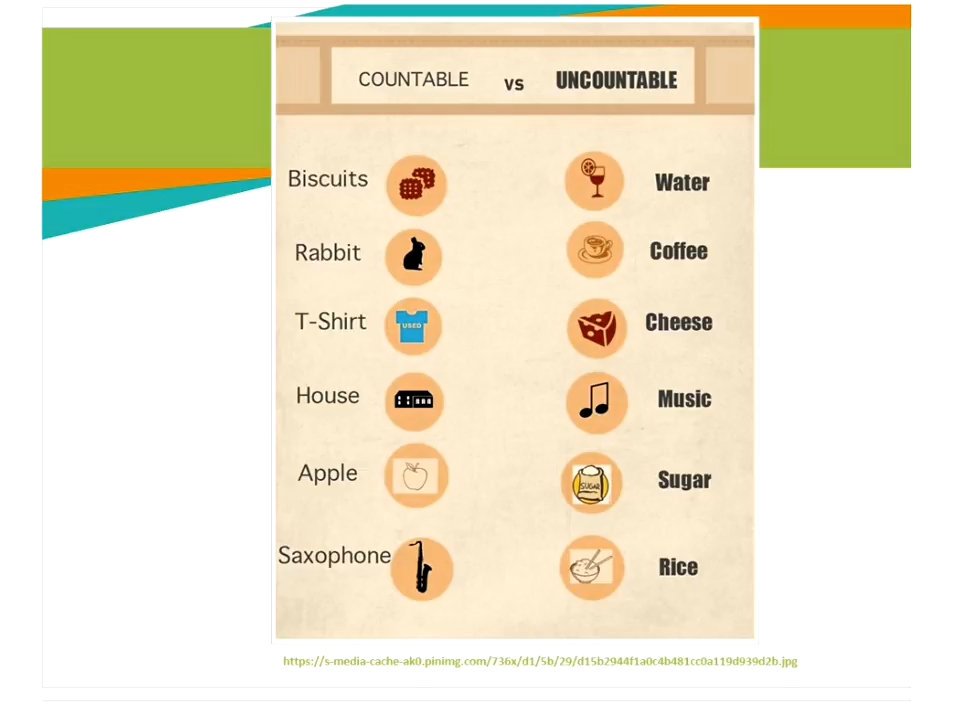 COUNTABLE vs UNCOUNTABLE
Biscuits Water
Rabbit Coffee
T-Shirt USED Cheese
House Music
Apple SUGAR Sugar
Saxophone Rice
https://s-media-cache-ak0.pinimg.com/736x/d1/5b/29/d15b2944f1a0c4b481cc0a119d939d2b.jpg